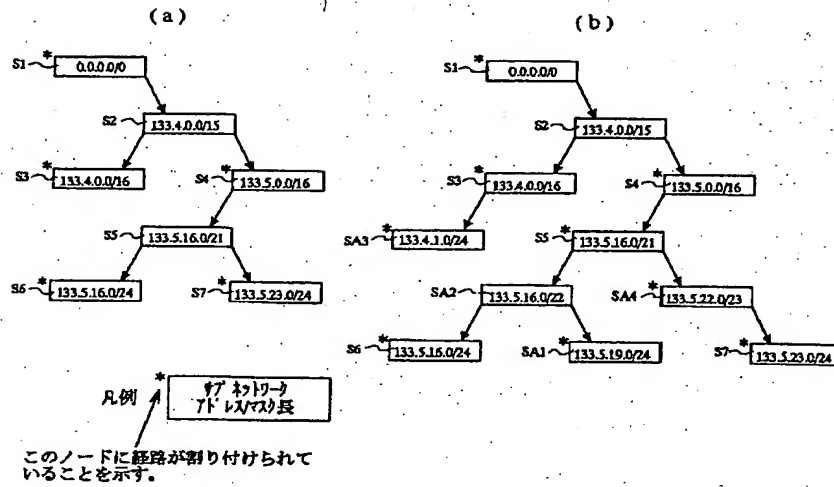 (a)
* S1 0.0.0.0/0
S2 133.4.0.0/15
* S3 133.4.0.0/16
* S4 133.5.0.0/16
S5 133.5.16.0/21
* S6 133.5.16.0/24
* S7 133.5.23.0/24
(b)
* S1 0.0.0.0/0
S2 133.4.0.0/15
* S3 133.4.0.0/16
* S4 133.5.0.0/16
* SA3 133.4.1.0/24
* S5 133.5.16.0/21
SA2 133.5.16.0/22
* SA4 133.5.22.0/23
* S6 133.5.16.0/24
* SA1 133.5.19.0/24
* S7 133.5.23.0/24
凡例 *
サブネットワーク
アドレス/マスク長
このノードに経路が割り付けられて
いることを示す。